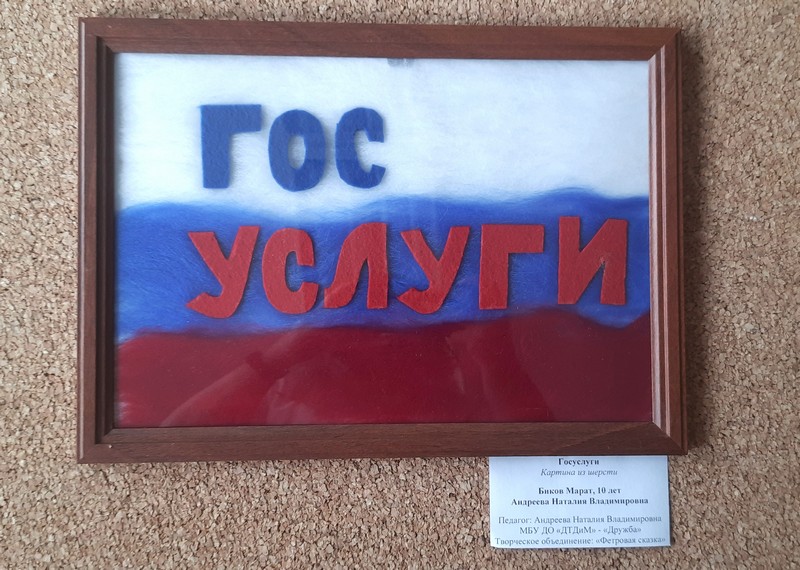 ГОС
УСЛУГИ
Госуслуги
Картина из шерсти
Биков Марат, 10 лет
Андреева Наталия Владимировна
Педагог: Андреева Наталия Владимировна
МБУ ДО «ДТДиМ» - «Дружба»
Творческое объединение: «Фетровая сказка»